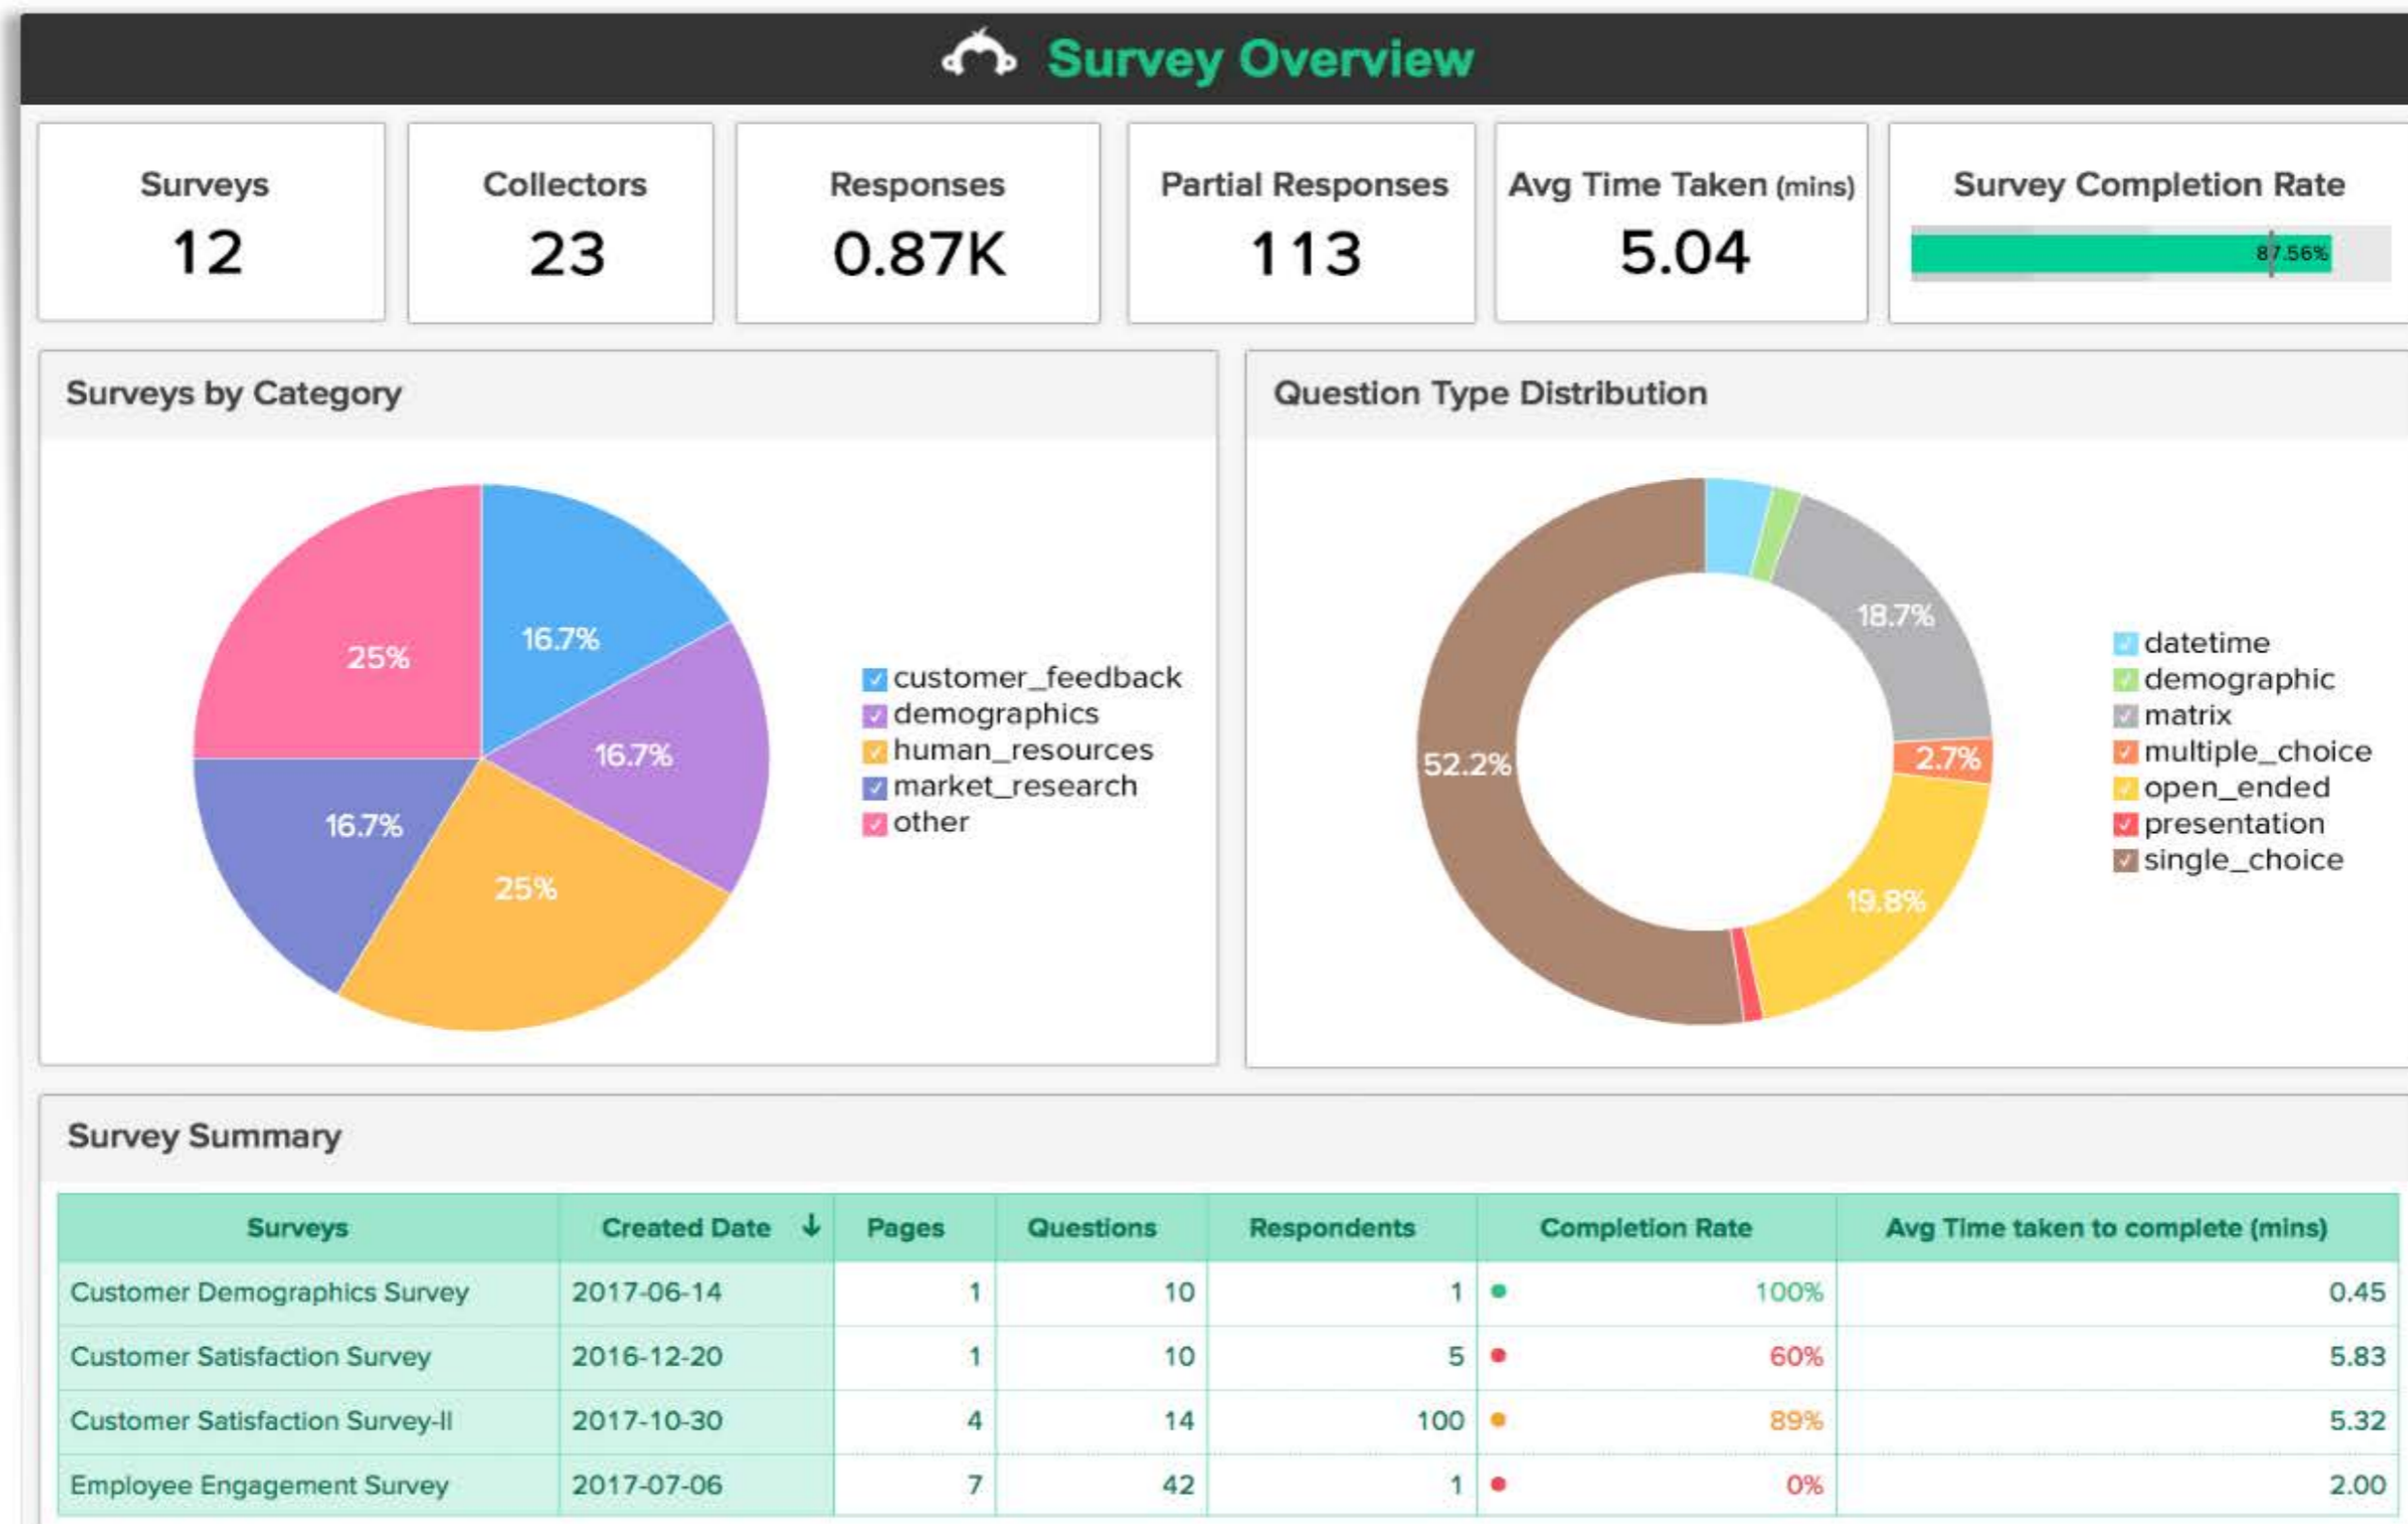 Survey Overview
Surveys
12
Collectors
23
Responses
0.87K
Partial Responses
113
Avg Time Taken (mins)
5.04
Survey Completion Rate
87.56%
Surveys by Category
25%
16.7%
16.7%
16.7%
25%
customer_feedback
demographics
human_resources
market_research
other
Question Type Distribution
18.7%
52.2%
2.7%
19.8%
datetime
demographic
matrix
multiple_choice
open_ended
presentation
single_choice
Survey Summary
Surveys Created Date ↓ Pages Questions Respondents Completion Rate Avg Time taken to complete (mins)
Customer Demographics Survey 2017-06-14 1 10 1 100% 0.45
Customer Satisfaction Survey 2016-12-20 1 10 5 60% 5.83
Customer Satisfaction Survey-II 2017-10-30 4 14 100 89% 5.32
Employee Engagement Survey 2017-07-06 7 42 1 0% 2.00